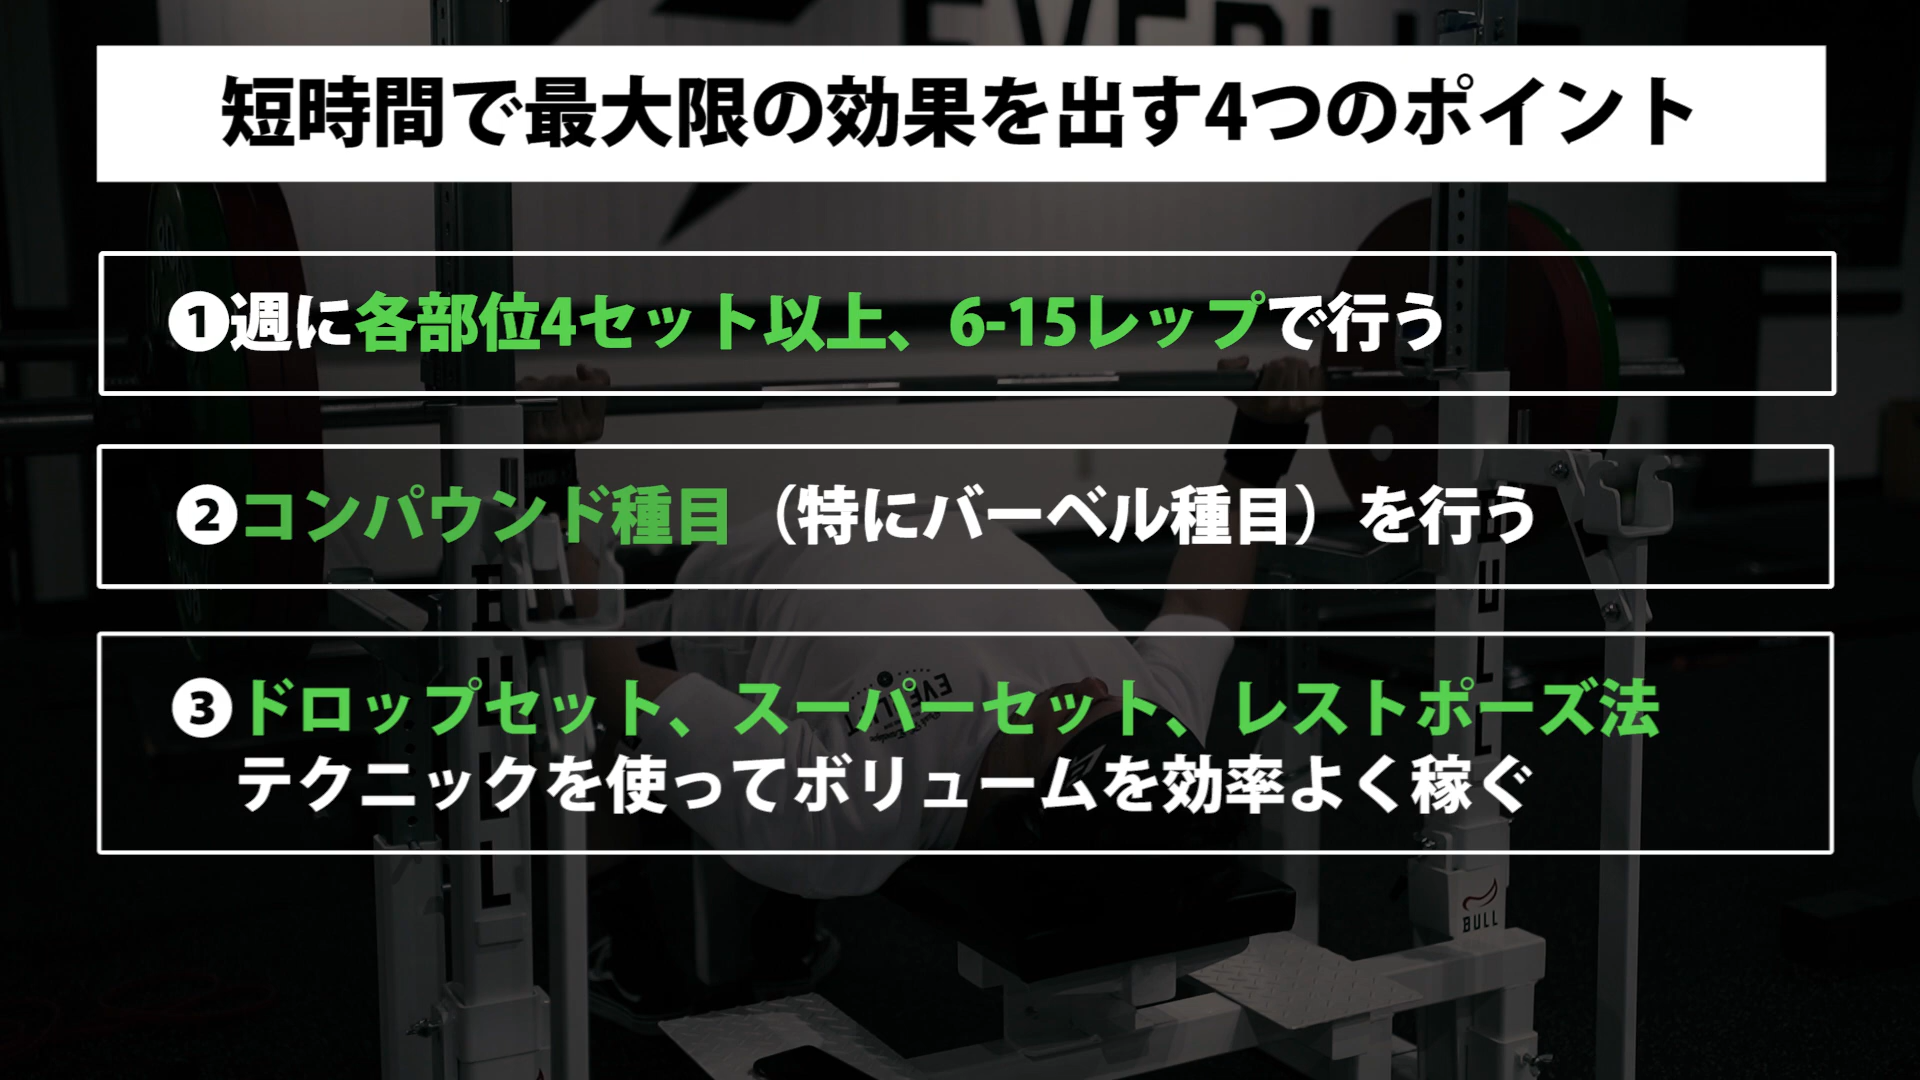 短時間で最大限の効果を出す4つのポイント
❶週に各部位4セット以上、6-15レップで行う
❷コンパウンド種目（特にバーベル種目）を行う
❸ドロップセット、スーパーセット、レストポーズ法
テクニックを使ってボリュームを効率よく稼ぐ
BULL
BULL
BULL